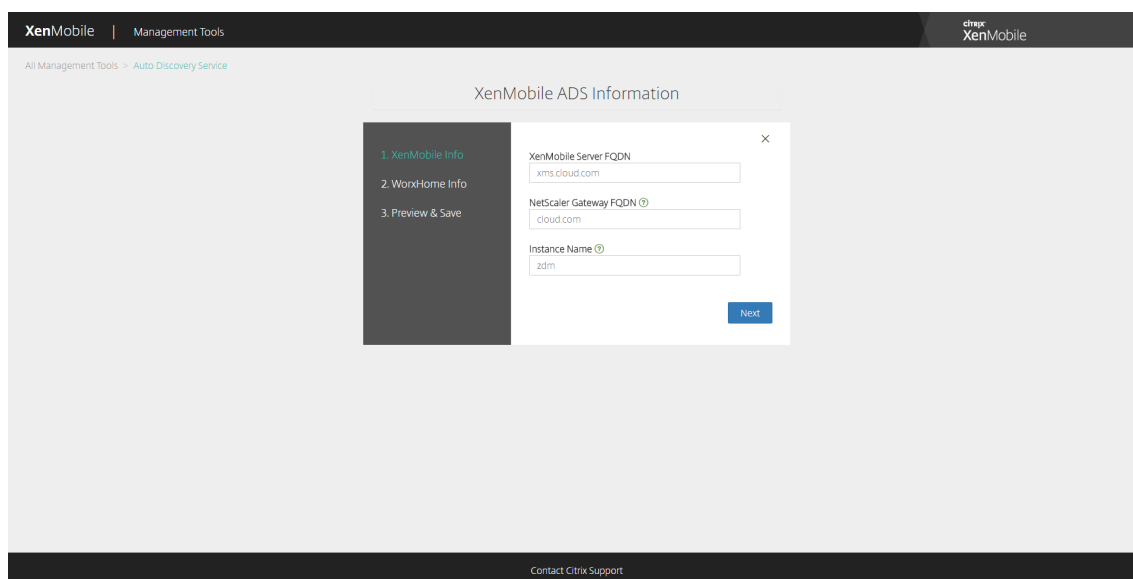 XenMobile | Management Tools
citrix
XenMobile
All Management Tools > Auto Discovery Service
XenMobile ADS Information
1. XenMobile Info
2. WorxHome Info
3. Preview & Save
XenMobile Server FQDN
xms.cloud.com
NetScaler Gateway FQDN ?
cloud.com
Instance Name ?
zdm
Next
Contact Citrix Support